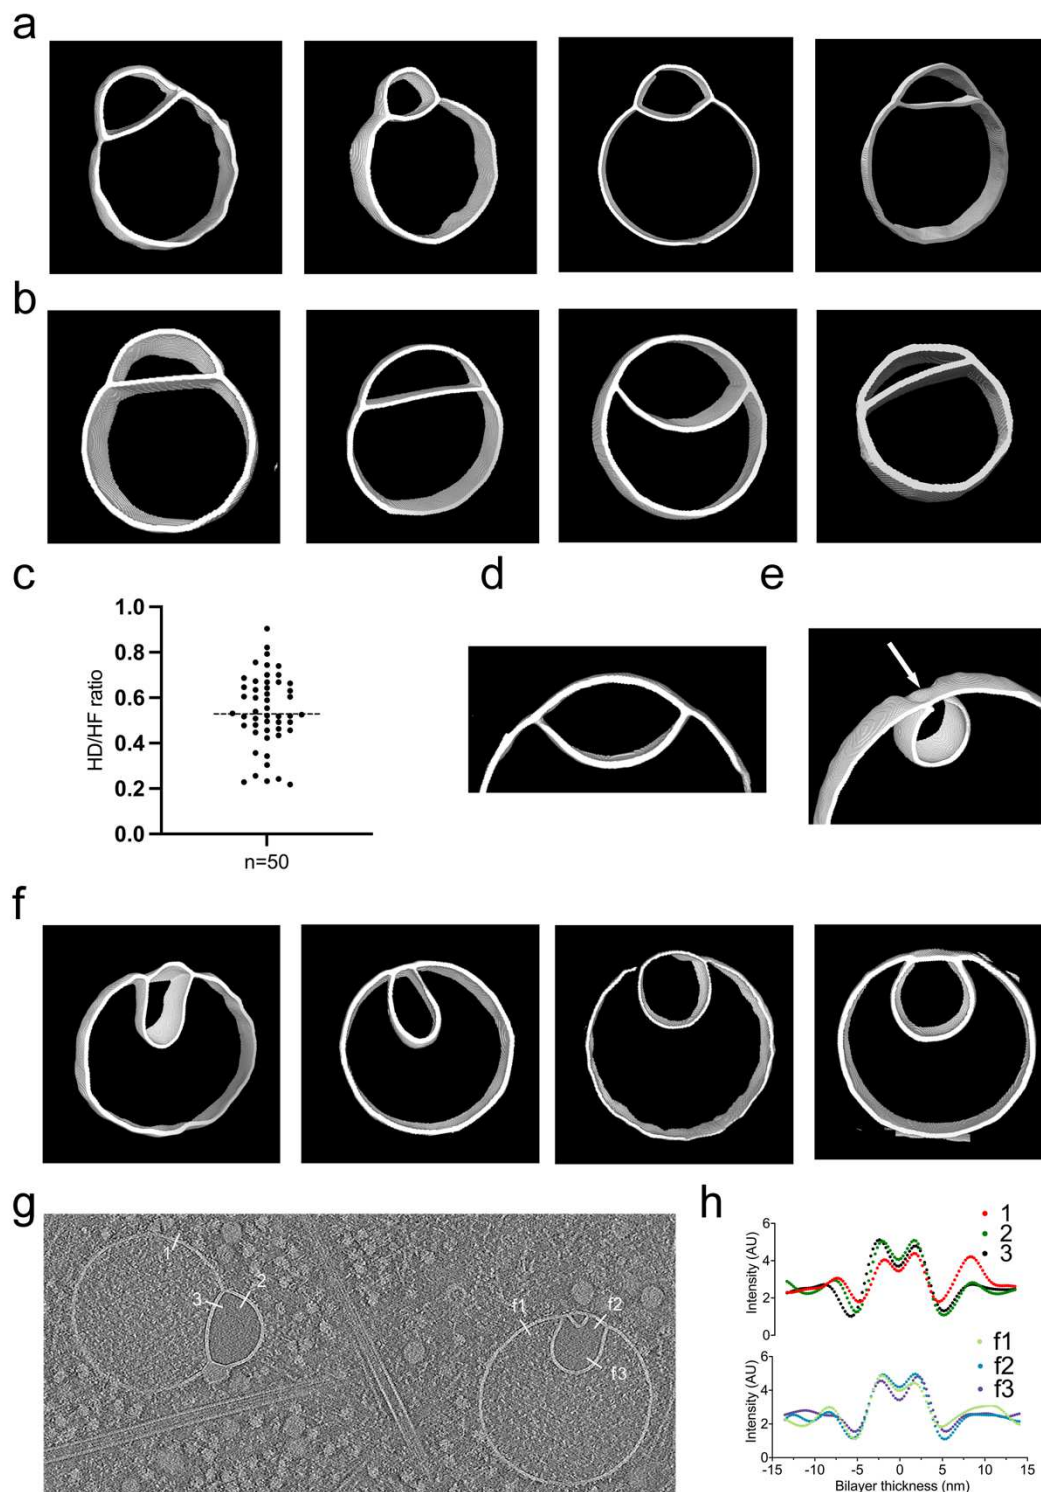 a
b
c
d
e
1.0
0.8
0.6
0.4
0.2
0.0
HD/HF ratio
n=50
f
g
h
1
2
3
f1
f2
f3
6
4
2
0
Intensity (AU)
1
2
3
6
4
2
0
Intensity (AU)
f1
f2
f3
-15 -10 -5 0 5 10 15
Bilayer thickness (nm)